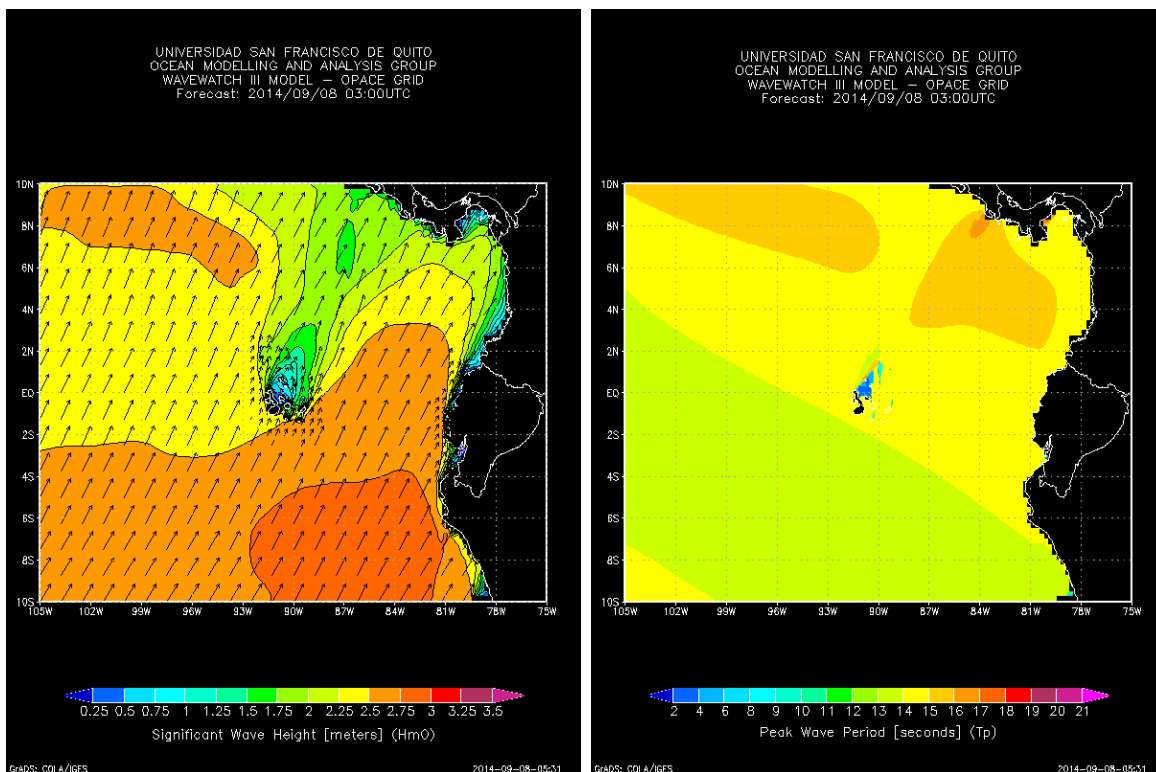 UNIVERSIDAD SAN FRANCISCO DE QUITO
OCEAN MODELLING AND ANALYSIS GROUP
WAVEWATCH III MODEL – OPACE GRID
Forecast: 2014/09/08 03:00UTC
10N
8N
6N
4N
2N
EQ
2S
4S
6S
8S
10S
105W 102W 99W 96W 93W 90W 87W 84W 81W 78W 75W
0.25 0.5 0.75 1 1.25 1.5 1.75 2 2.25 2.5 2.75 3 3.25 3.5
Significant Wave Height [meters] (Hm0)
GrADS: COLA/IGES 2014-09-08-05:31
UNIVERSIDAD SAN FRANCISCO DE QUITO
OCEAN MODELLING AND ANALYSIS GROUP
WAVEWATCH III MODEL – OPACE GRID
Forecast: 2014/09/08 03:00UTC
10N
8N
6N
4N
2N
EQ
2S
4S
6S
8S
10S
105W 102W 99W 96W 93W 90W 87W 84W 81W 78W 75W
2 4 6 8 9 10 11 12 13 14 15 16 17 18 19 20 21
Peak Wave Period [seconds] (Tp)
GrADS: COLA/IGES 2014-09-08-05:31